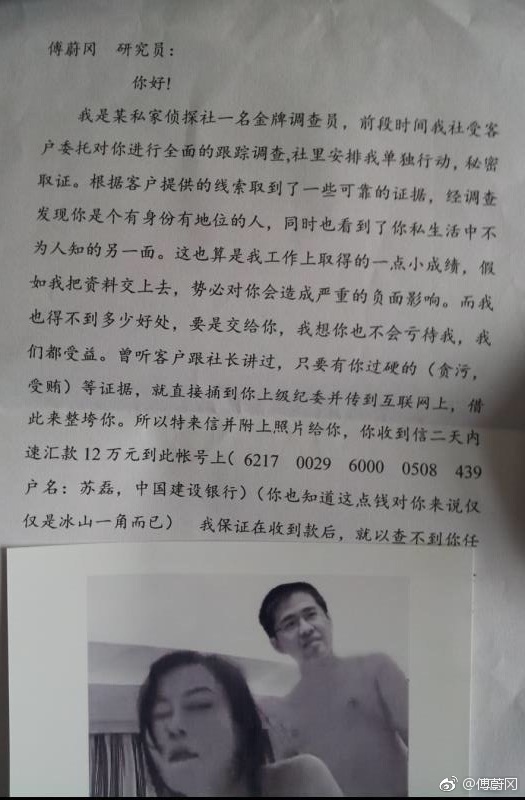 傅蔚冈 研究员：
你好！
我是某私家侦探社一名金牌调查员，前段时间我社受客
户委托对你进行全面的跟踪调查,社里安排我单独行动，秘密
取证。根据客户提供的线索取到了一些可靠的证据，经调查
发现你是个有身份有地位的人，同时也看到了你私生活中不
为人知的另一面。这也算是我工作上取得的一点小成绩，假
如我把资料交上去，势必对你会造成严重的负面影响。而我
也得不到多少好处，要是交给你，我想你也不会亏待我，我
们都受益。曾听客户跟社长讲过，只要有你过硬的（贪污，
受贿）等证据，就直接捅到你上级纪委并传到互联网上，借
此来整垮你。所以特来信并附上照片给你，你收到信二天内
速汇款 12 万元到此帐号上（ 6217 0029 6000 0508 439
户名：苏磊，中国建设银行）（你也知道这点钱对你来说仅
仅是冰山一角而已） 我保证在收到款后，就以查不到你任
@傅蔚冈